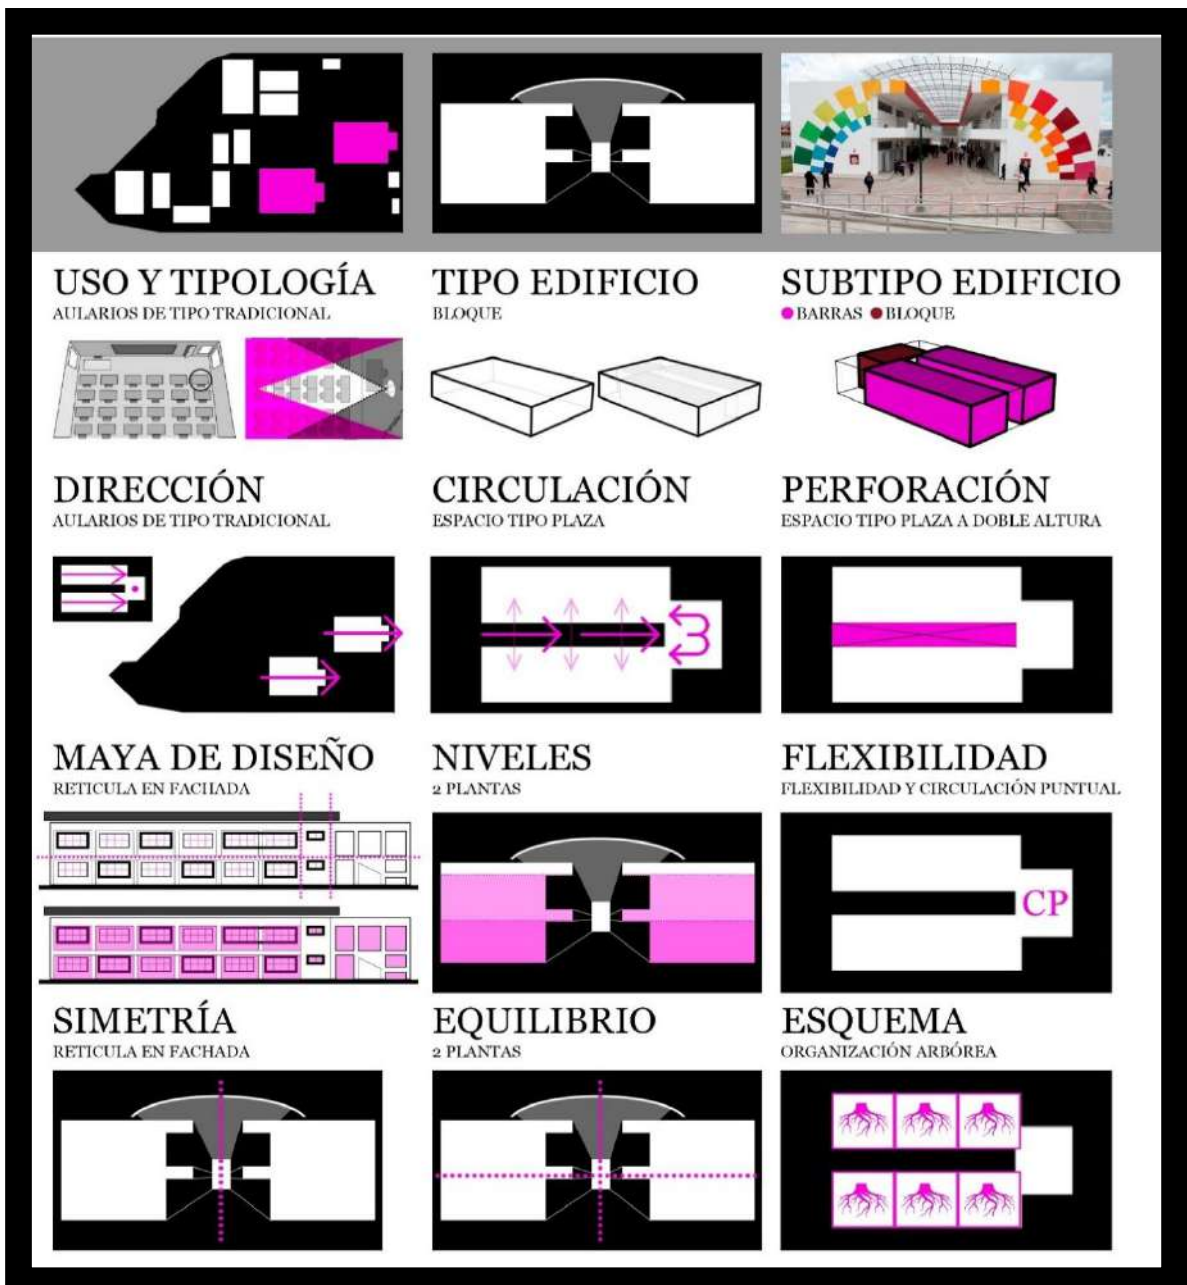 USO Y TIPOLOGÍA
AULARIOS DE TIPO TRADICIONAL
TIPO EDIFICIO
BLOQUE
SUBTIPO EDIFICIO
BARRAS BLOQUE
DIRECCIÓN
AULARIOS DE TIPO TRADICIONAL
CIRCULACIÓN
ESPACIO TIPO PLAZA
PERFORACIÓN
ESPACIO TIPO PLAZA A DOBLE ALTURA
MAYA DE DISEÑO
RETICULA EN FACHADA
NIVELES
2 PLANTAS
FLEXIBILIDAD
FLEXIBILIDAD Y CIRCULACIÓN PUNTUAL
CP
SIMETRÍA
RETICULA EN FACHADA
EQUILIBRIO
2 PLANTAS
ESQUEMA
ORGANIZACIÓN ARBÓREA